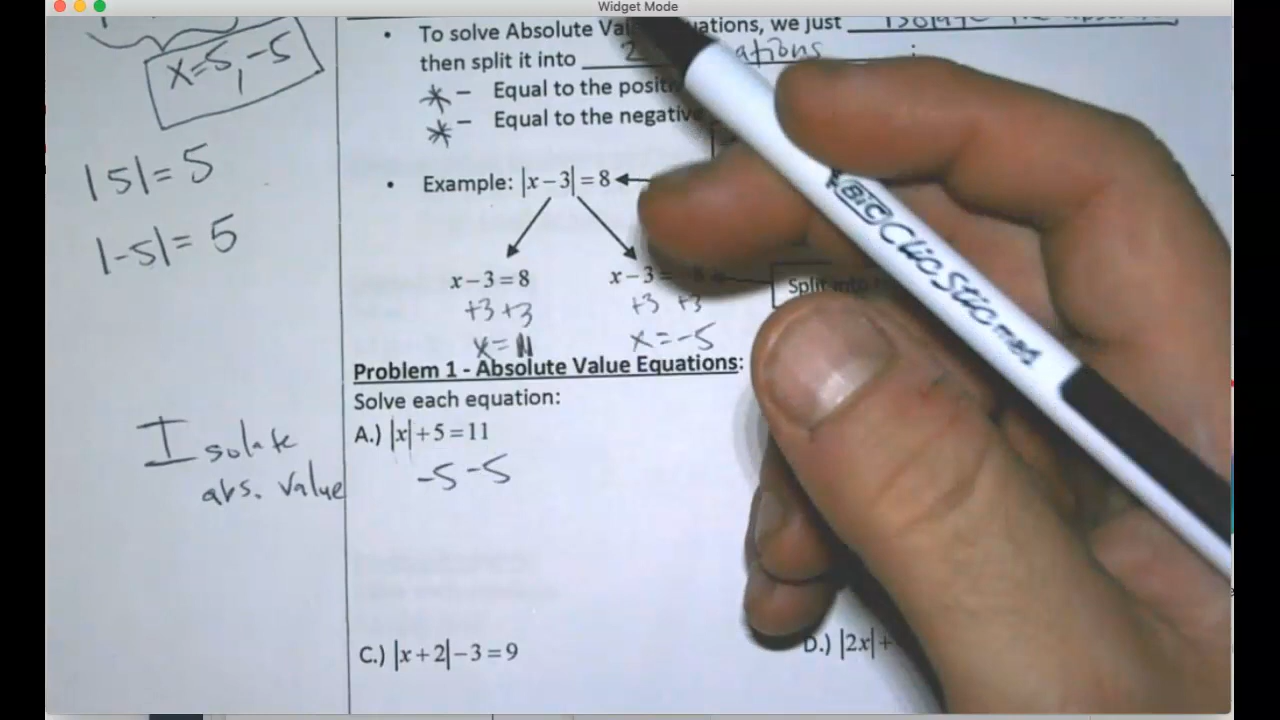 Widget Mode
x=5,-5
|5|=5
|-5|=5
Isolate
abs. value
• To solve Absolute ations, we just
then split it into 2 ations
* – Equal to the
* – Equal to the
• Example: |x−3|=8
x−3=8 x−3=
+3 +3 +3 +3
x=11 x=-5
Split into
Problem 1 - Absolute Value Equations:
Solve each equation:
A.) |x|+5=11
-5 -5
C.) |x+2|−3=9
D.) |2x|+
BIC Clic Stic